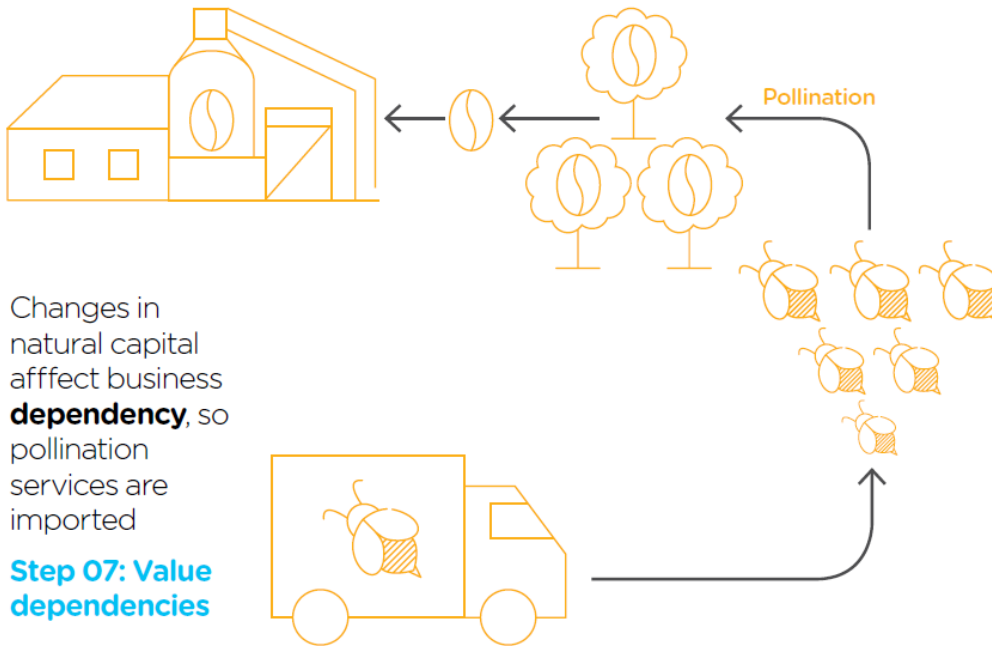 Pollination
Changes in
natural capital
afffect business
dependency, so
pollination
services are
imported
Step 07: Value
dependencies